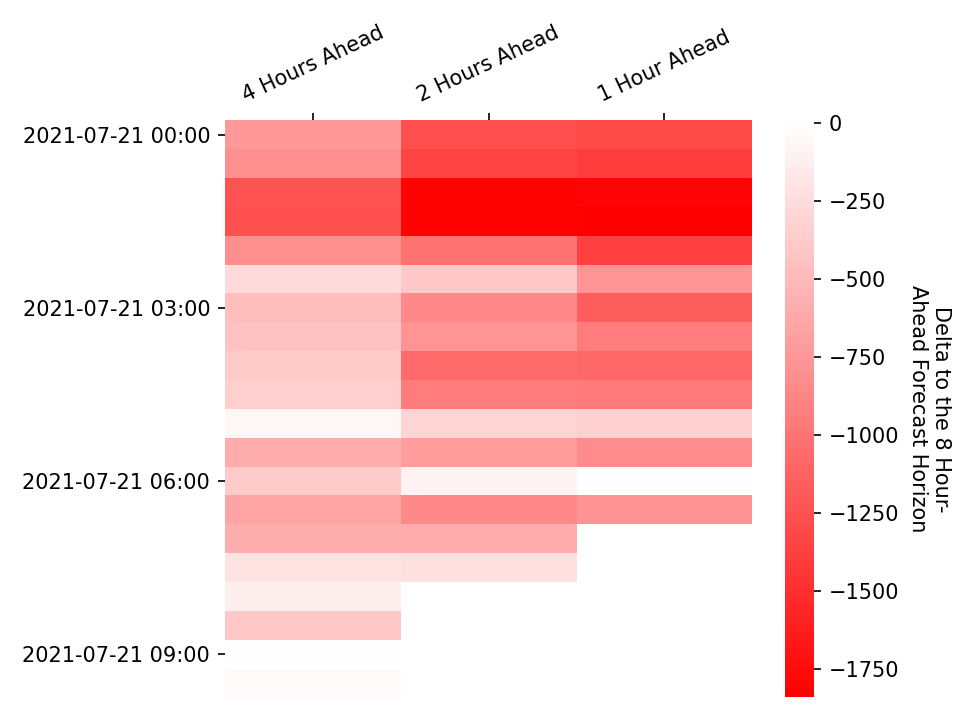 4 Hours Ahead
2 Hours Ahead
1 Hour Ahead
2021-07-21 00:00
2021-07-21 03:00
2021-07-21 06:00
2021-07-21 09:00
0
−250
−500
−750
−1000
−1250
−1500
−1750
Delta to the 8 Hour-
Ahead Forecast Horizon